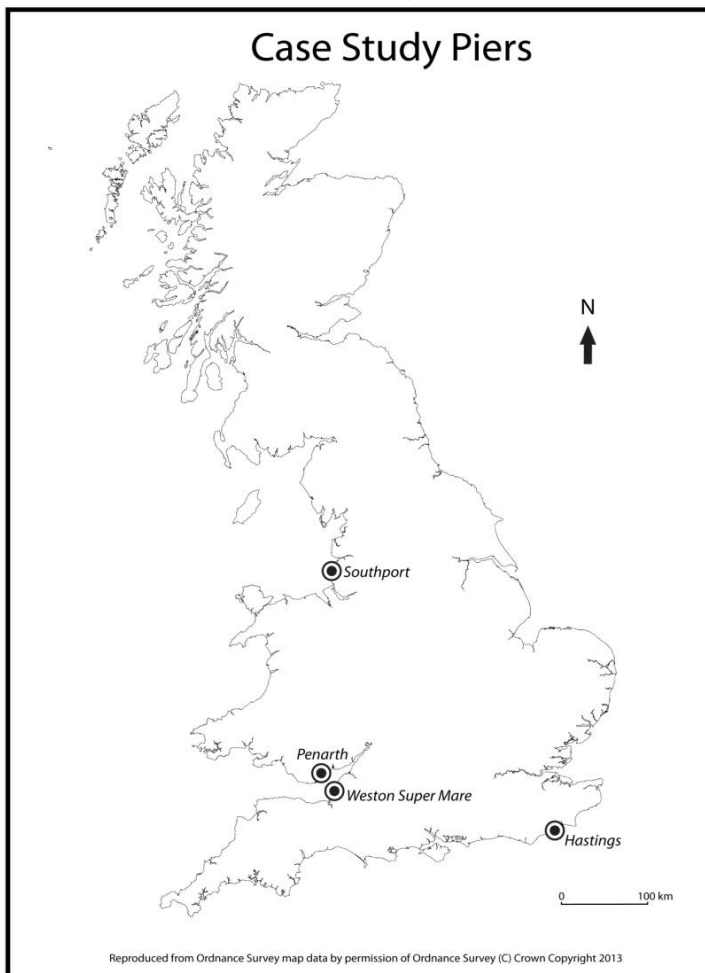 Case Study Piers
N
Southport
Penarth
Weston Super Mare
Hastings
0 100 km
Reproduced from Ordnance Survey map data by permission of Ordnance Survey (C) Crown Copyright 2013